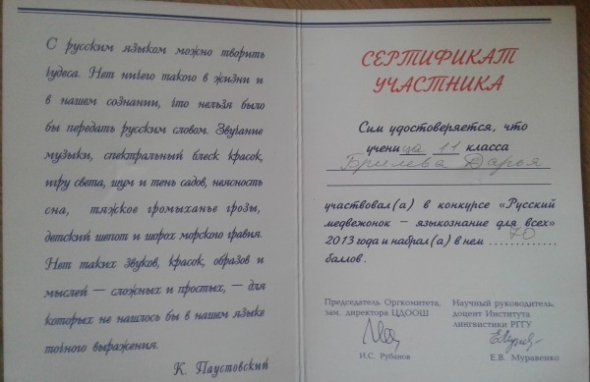 С русским языком можно творить
чудеса. Нет ничего такого в жизни и
в нашем сознании, что нельзя было
бы передать русским словом. Звучание
музыки, спектральный блеск красок,
игру света, шум и тень садов, неясность
сна, тяжкое громыханье грозы,
детский шепот и шорох морского гравия.
Нет таких звуков, красок, образов и
мыслей — сложных и простых, — для
которых не нашлось бы в нашем языке
точного выражения.
К. Паустовский
СЕРТИФИКАТ
УЧАСТНИКА
Сим удостоверяется, что
учени ца 11 класса
Брилева Дарья
участвовал(а) в конкурсе «Русский
медвежонок – языкознание для всех»
2013 года и набрал(а) в нем 70
баллов.
Председатель Оргкомитета,
зам. директора ЦДООШ
И.С. Рубанов
Научный руководитель,
доцент Института
лингвистики РГГУ
Е.В. Муравенко